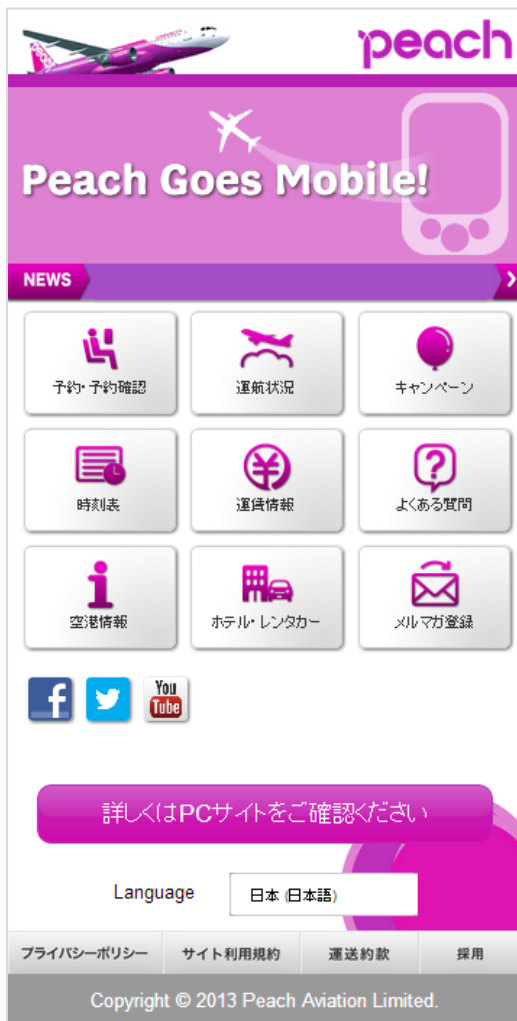 peach
peach
Peach Goes Mobile!
NEWS
予約・予約確認
運航状況
キャンペーン
時刻表
運賃情報
よくある質問
空港情報
ホテル・レンタカー
メルマガ登録
f
You
Tube
詳しくはPCサイトをご確認ください
Language
日本 (日本語)
プライバシーポリシー
サイト利用規約
運送約款
採用
Copyright © 2013 Peach Aviation Limited.